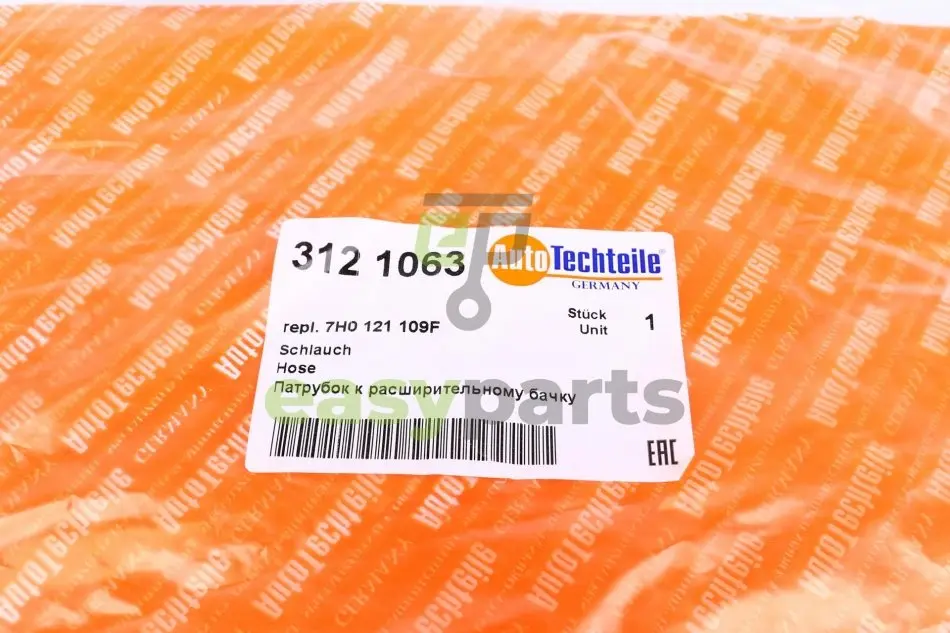 312 1063
AutoTechteile®
GERMANY
repl. 7H0 121 109F
Stück
Unit
1
Schlauch
Hose
Патрубок к расширительному бачку
easyparts
EAC